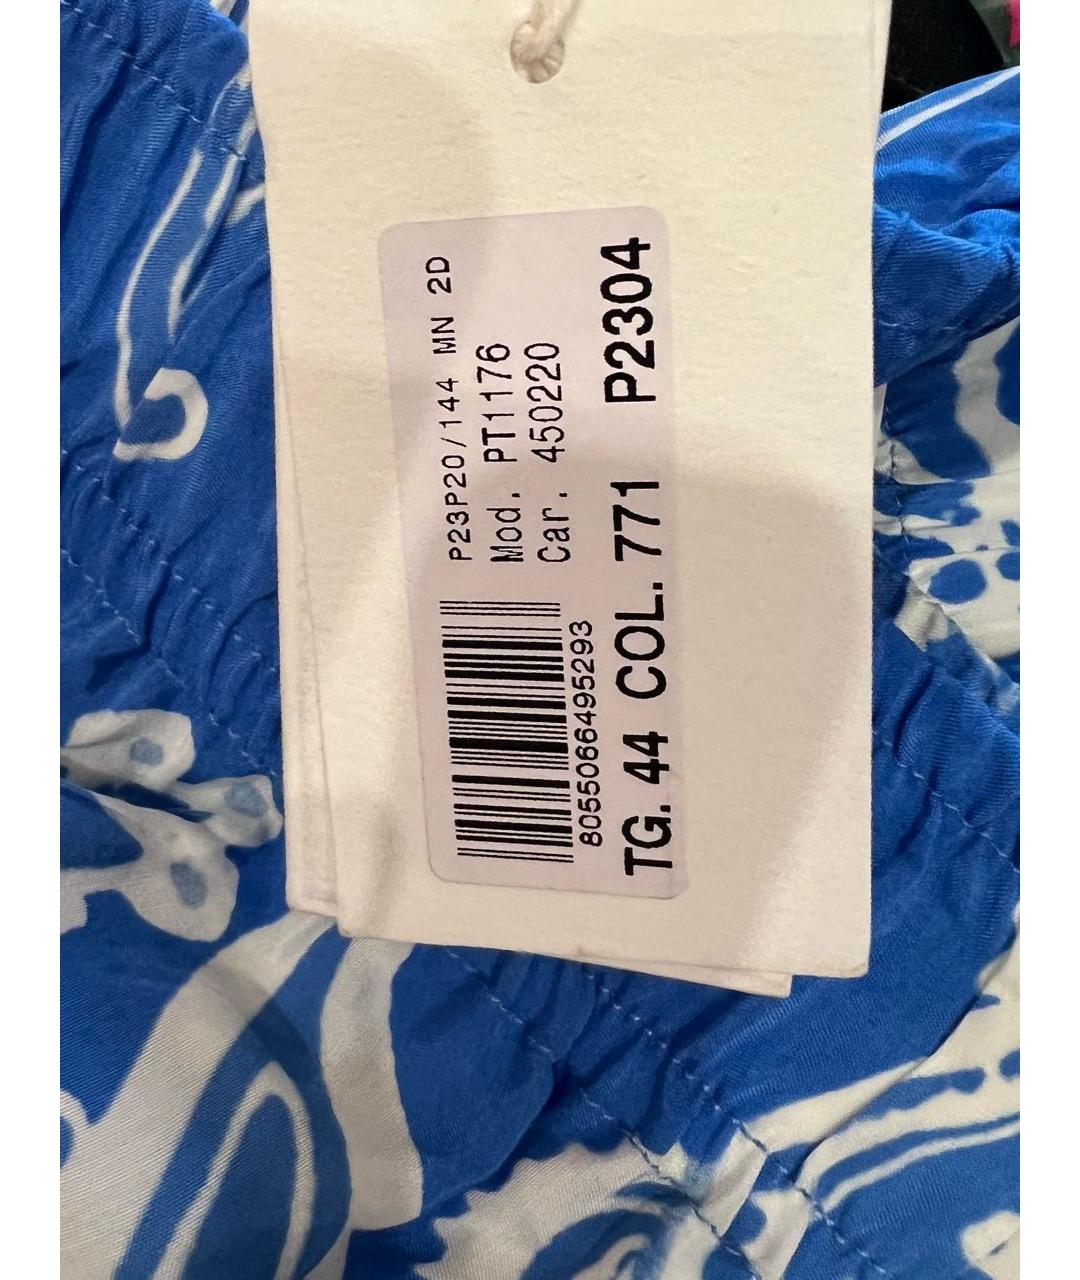 P23P20/144 MN 2D
Mod. PT1176
Car. 450220
8055066495293
TG. 44 COL. 771 P2304